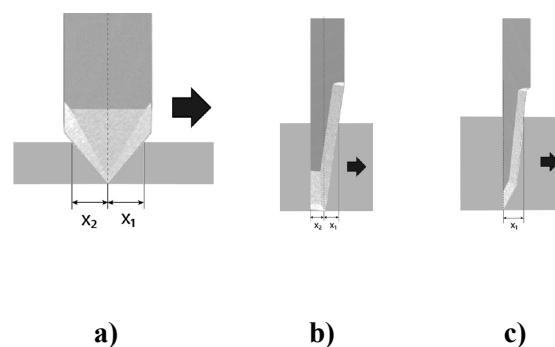 X₂ X₁
x₂ x₁
x₁
a) b) c)